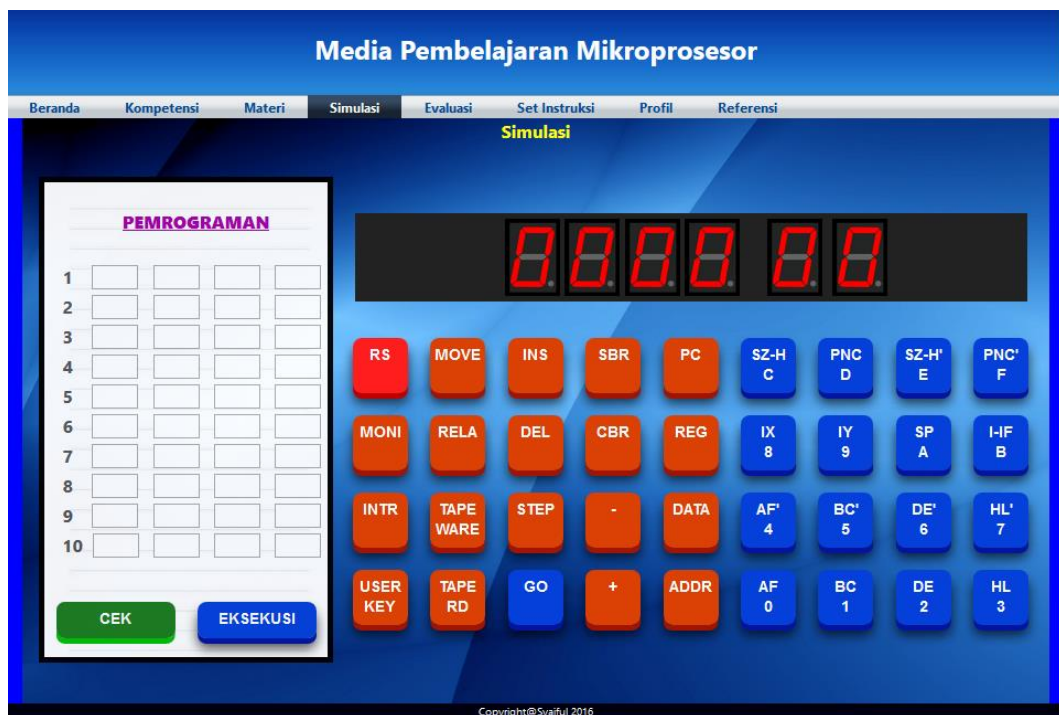 Media Pembelajaran Mikroprosesor
Beranda Kompetensi Materi Simulasi Evaluasi Set Instruksi Profil Referensi
Simulasi
PEMROGRAMAN
1
2
3
4
5
6
7
8
9
10
CEK EKSEKUSI
0000 00
RS MOVE INS SBR PC SZ-H PNC SZ-H' PNC'
C D E F
MONI RELA DEL CBR REG IX IY SP I-IF
8 9 A B
INTR TAPE STEP - DATA AF' BC' DE' HL'
WARE 4 5 6 7
USER TAPE GO + ADDR AF BC DE HL
KEY RD 0 1 2 3
Copyright@Syaiful 2016